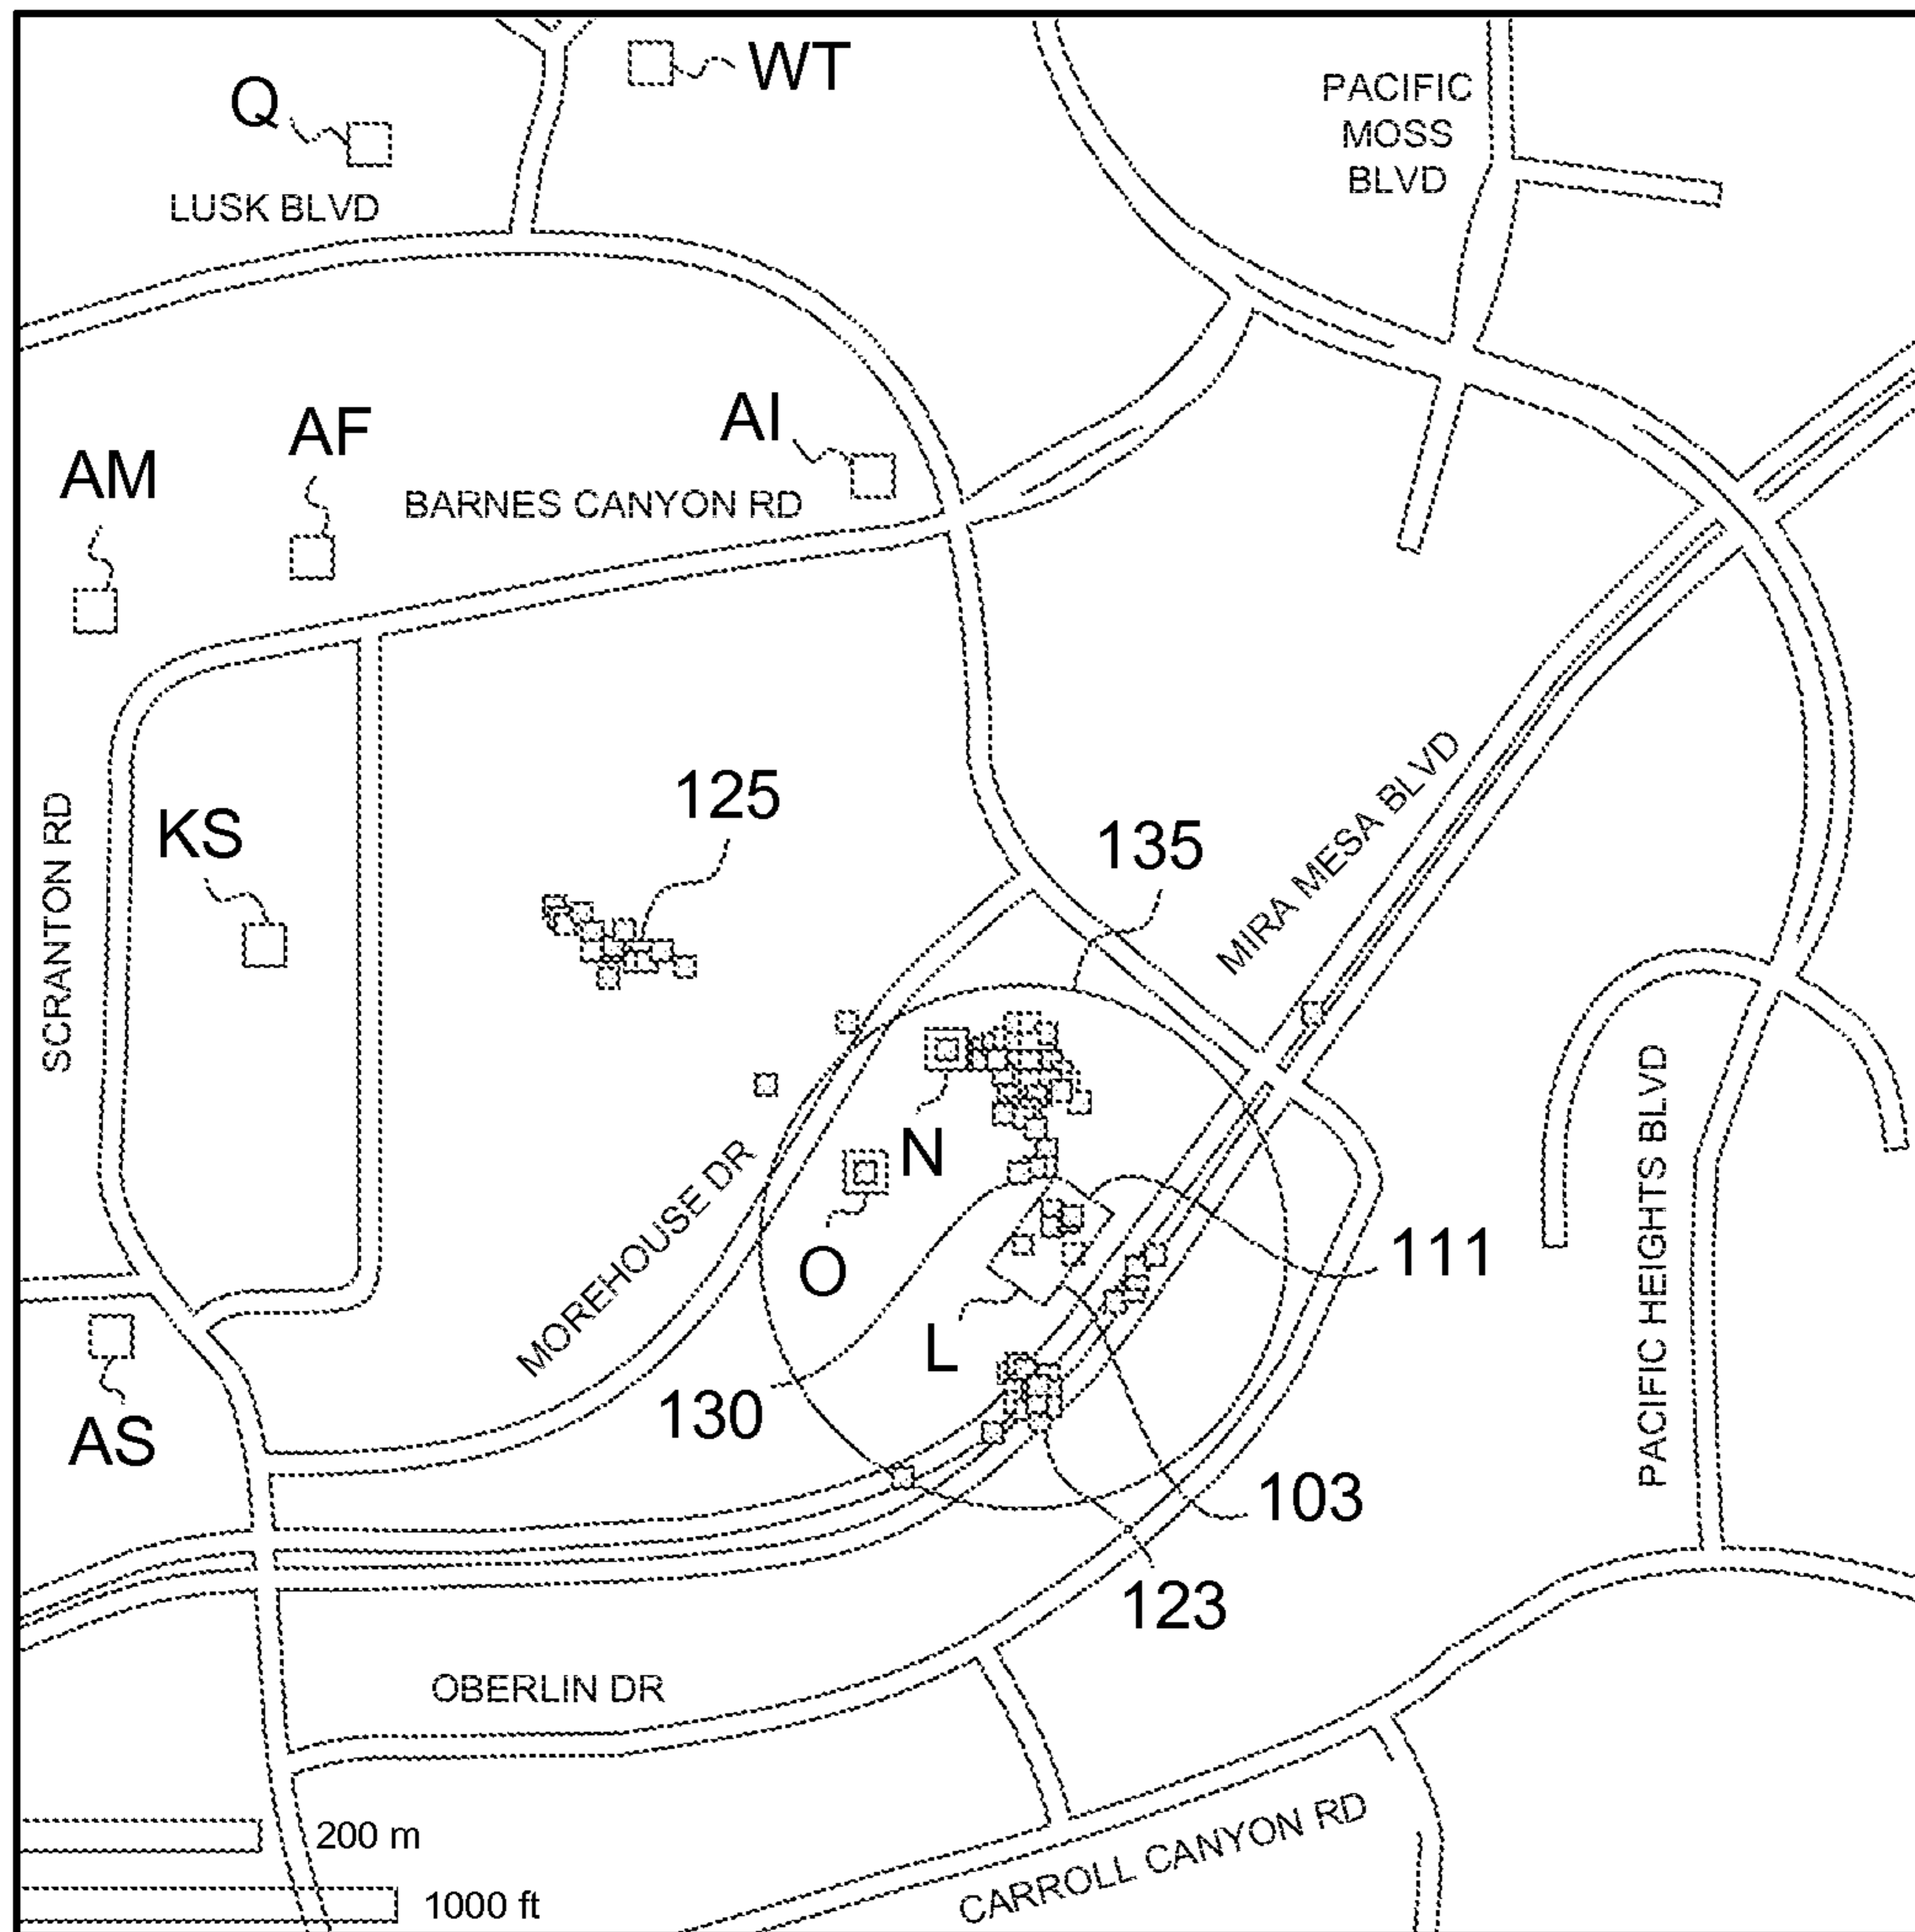 WT
Q
PACIFIC
MOSS
BLVD
LUSK BLVD
AI
AF
AM
BARNES CANYON RD
125
KS
135
MIRA MESA BLVD
SCRANTON RD
N
MOREHOUSE DR
O
111
PACIFIC HEIGHTS BLVD
L
130
AS
103
123
OBERLIN DR
200 m
CARROLL CANYON RD
1000 ft